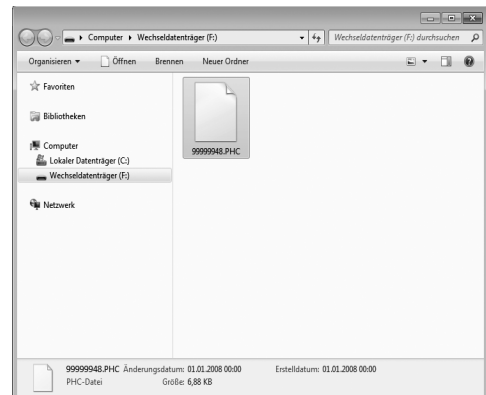 Computer Wechseldatenträger (F:) Wechseldatenträger (F:) durchsuchen
Organisieren Öffnen Brennen Neuer Ordner
Favoriten
Bibliotheken
Computer
Lokaler Datenträger (C:)
Wechseldatenträger (F:)
Netzwerk
99999948.PHC
99999948.PHC Änderungsdatum: 01.01.2008 00:00 Erstelldatum: 01.01.2008 00:00
PHC-Datei Größe: 6,88 KB